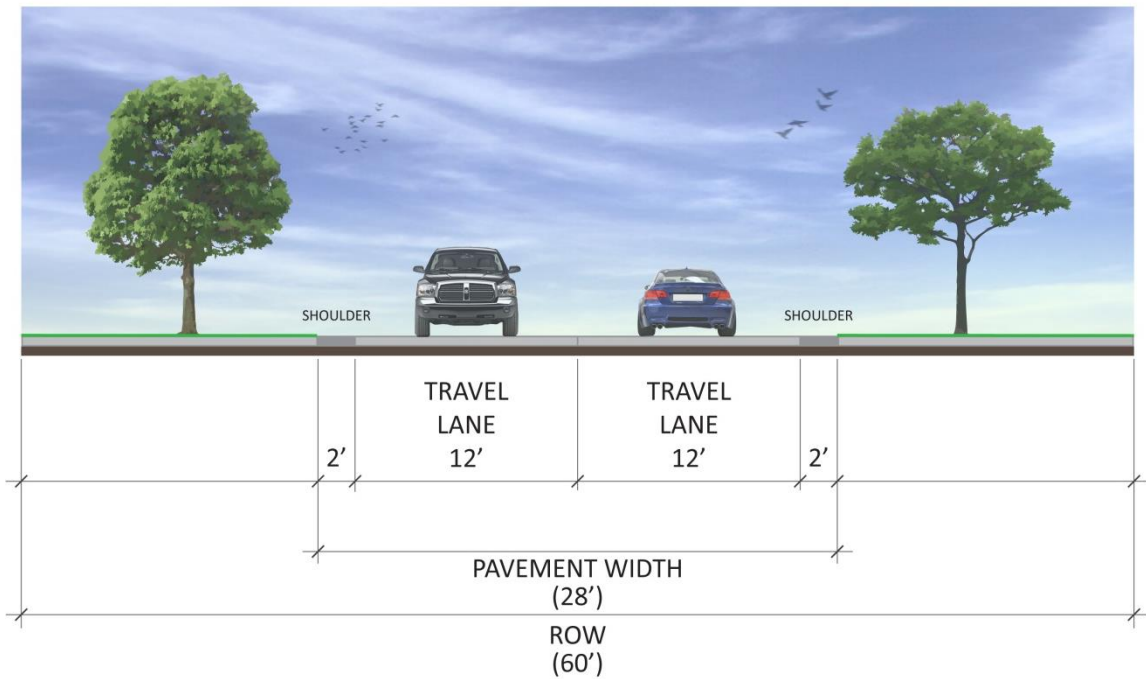 SHOULDER
SHOULDER
TRAVEL
LANE
12’
TRAVEL
LANE
12’
2’
2’
PAVEMENT WIDTH
(28’)
ROW
(60’)